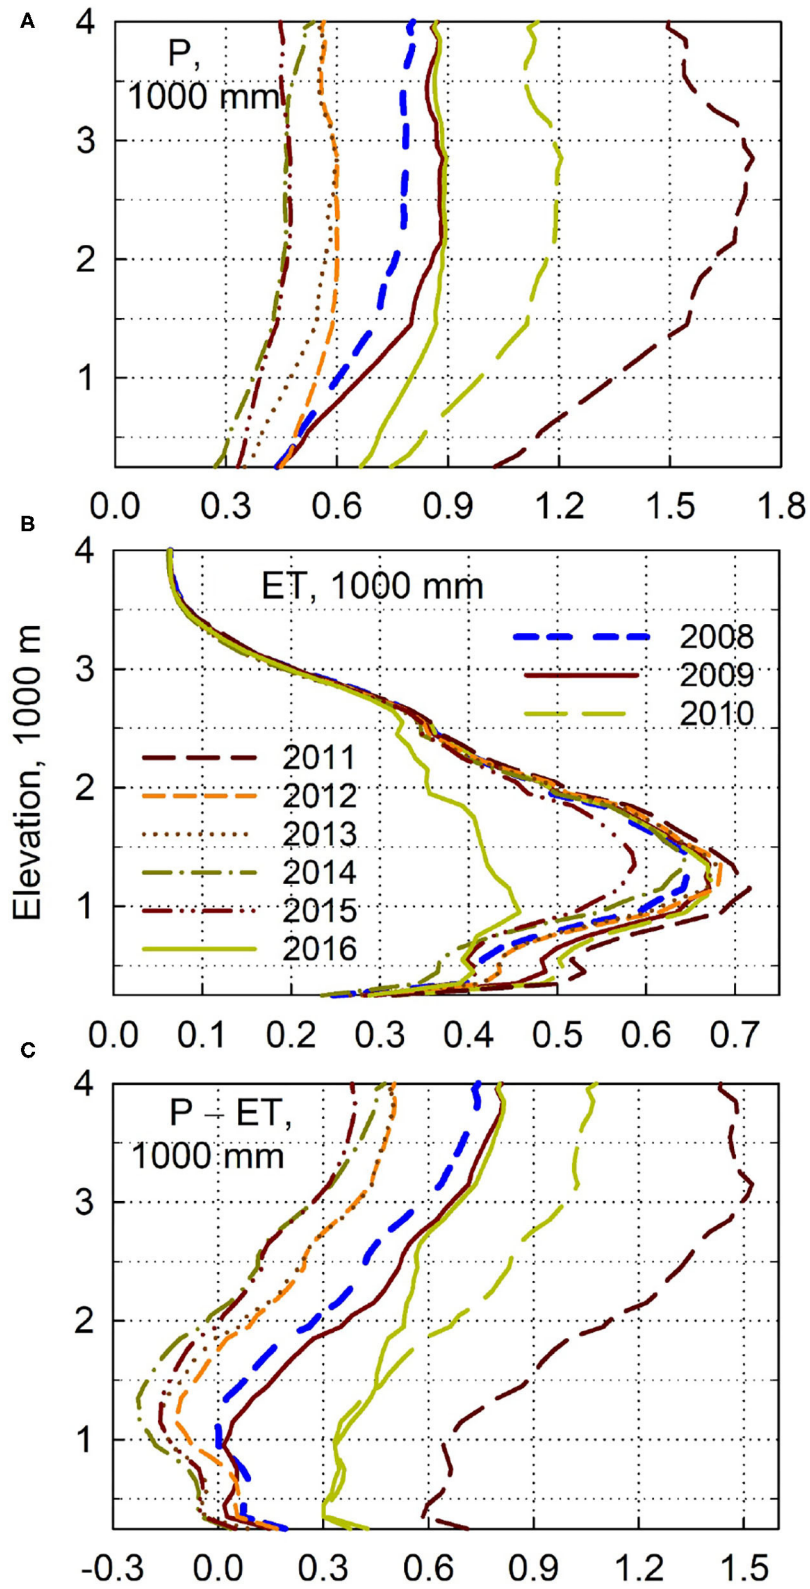 A
P,
1000 mm
4
3
2
1
0.0 0.3 0.6 0.9 1.2 1.5 1.8
B
ET, 1000 mm
4
3
2
1
Elevation, 1000 m
2008
2009
2010
2011
2012
2013
2014
2015
2016
0.0 0.1 0.2 0.3 0.4 0.5 0.6 0.7
C
P – ET,
1000 mm
4
3
2
1
-0.3 0.0 0.3 0.6 0.9 1.2 1.5